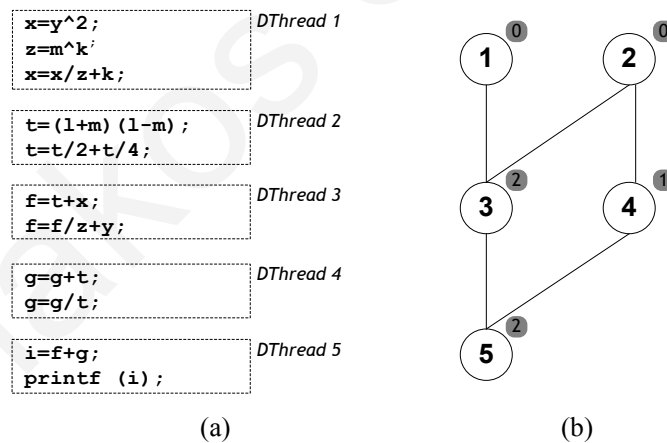 x=y^2;
z=m^k;
x=x/z+k;
DThread 1
t=(l+m)(l-m);
t=t/2+t/4;
DThread 2
f=t+x;
f=f/z+y;
DThread 3
g=g+t;
g=g/t;
DThread 4
i=f+g;
printf (i);
DThread 5
(a)
1 0
2 0
3 2
4 1
5 2
(b)